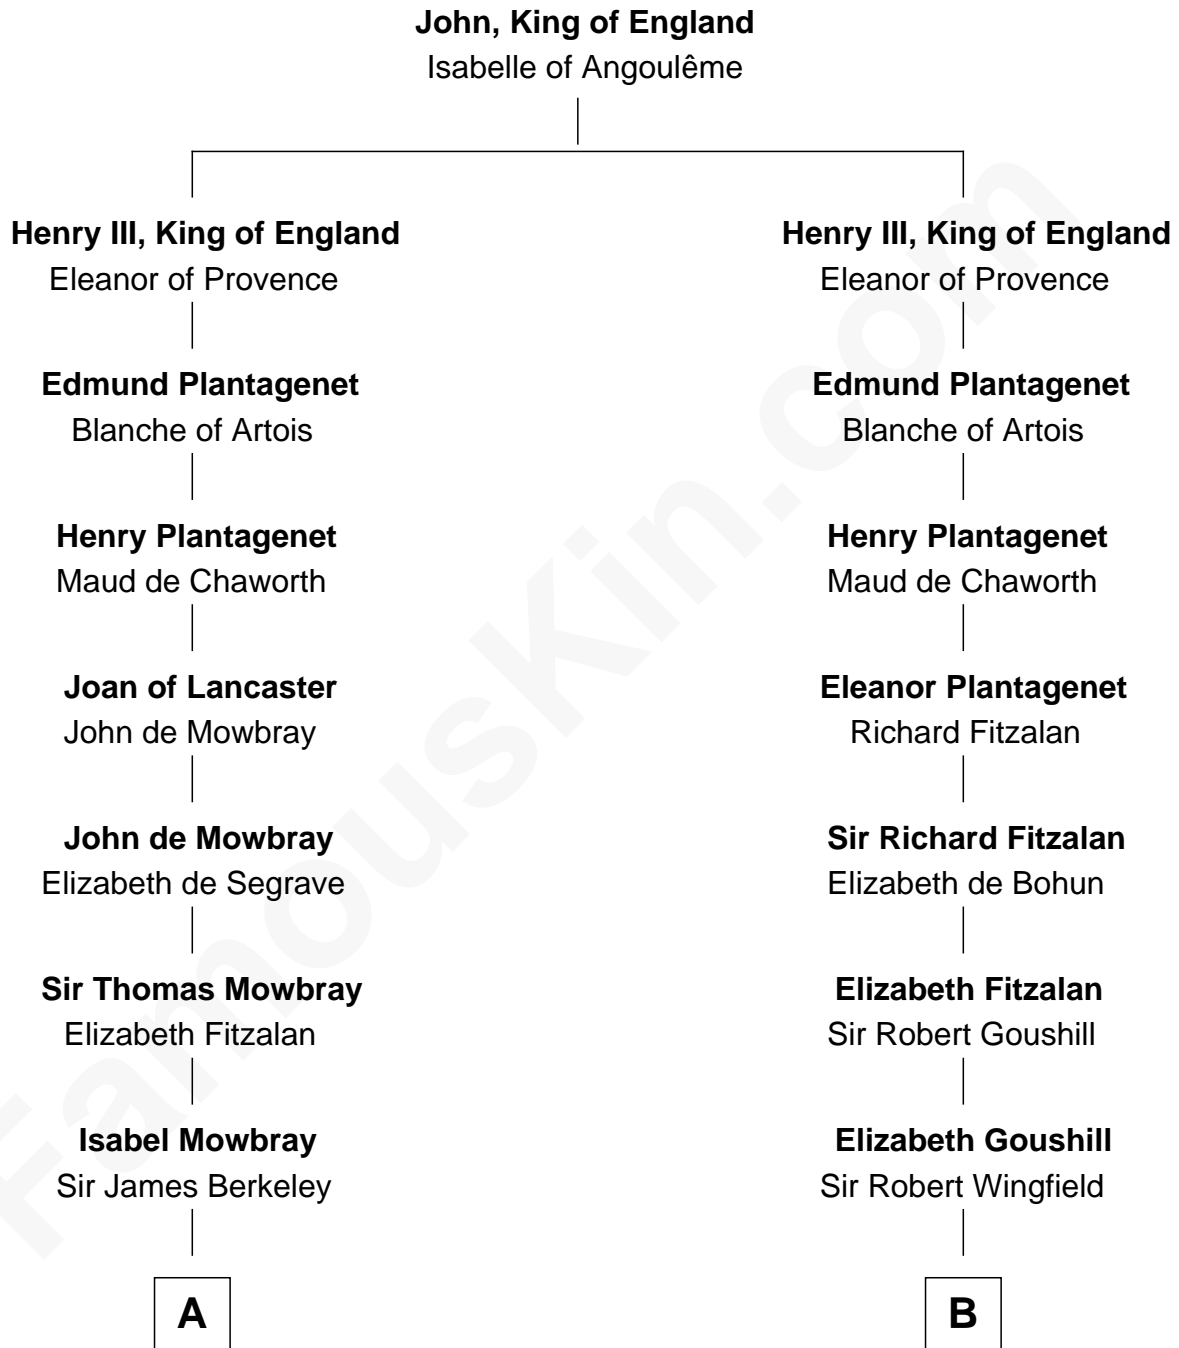 John, King of England
Isabelle of Angoulême
Henry III, King of England
Eleanor of Provence
Edmund Plantagenet
Blanche of Artois
Henry Plantagenet
Maud de Chaworth
Joan of Lancaster
John de Mowbray
John de Mowbray
Elizabeth de Segrave
Sir Thomas Mowbray
Elizabeth Fitzalan
Isabel Mowbray
Sir James Berkeley
A
Henry III, King of England
Eleanor of Provence
Edmund Plantagenet
Blanche of Artois
Henry Plantagenet
Maud de Chaworth
Eleanor Plantagenet
Richard Fitzalan
Sir Richard Fitzalan
Elizabeth de Bohun
Elizabeth Fitzalan
Sir Robert Goushill
Elizabeth Goushill
Sir Robert Wingfield
B
FamousKin.com